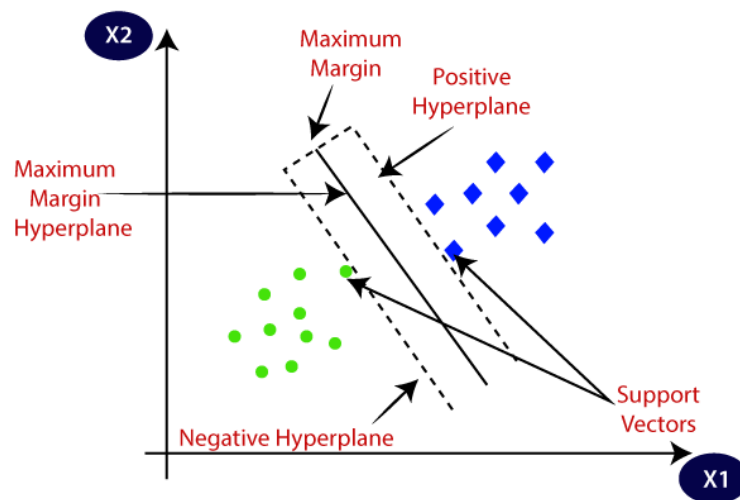 X2
Maximum
Margin
Positive
Hyperplane
Maximum
Margin
Hyperplane
Support
Vectors
Negative Hyperplane
X1